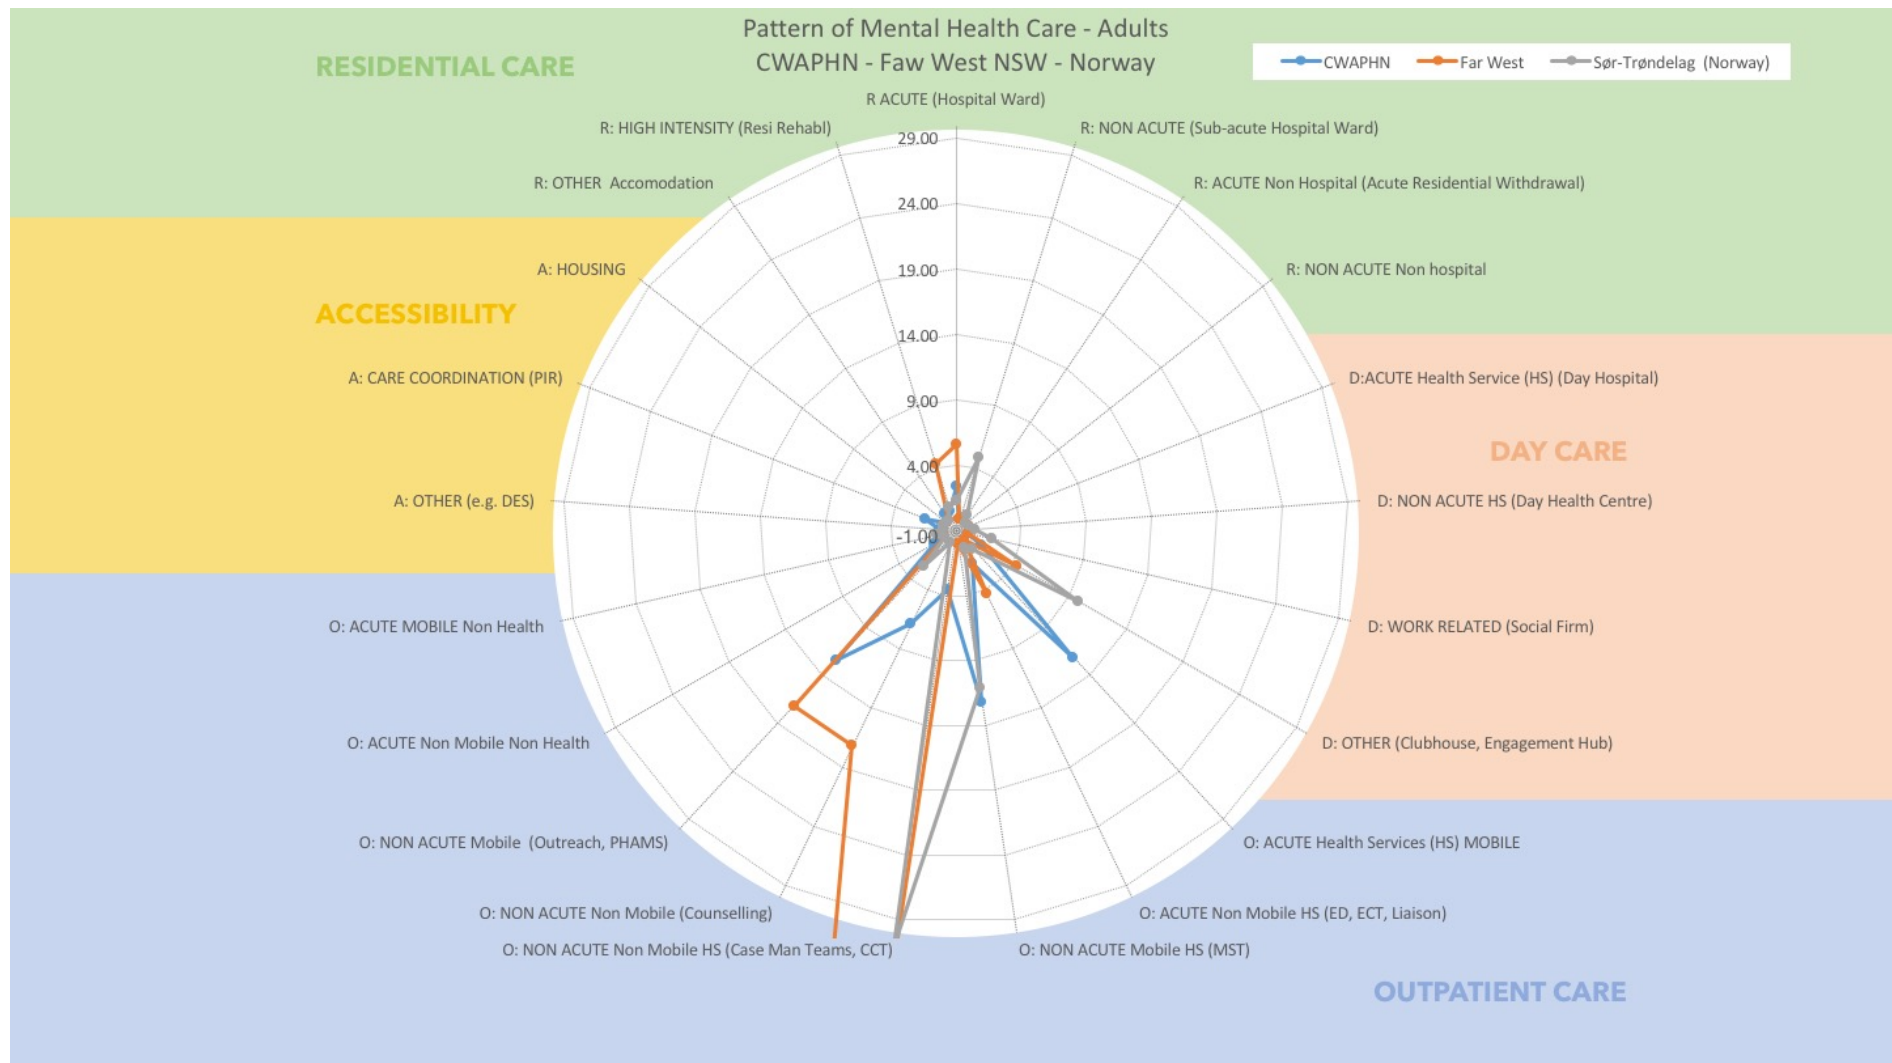 Pattern of Mental Health Care - Adults
CWAPHN - Faw West NSW - Norway
RESIDENTIAL CARE
CWAPHN
Far West
Sør-Trøndelag (Norway)
R ACUTE (Hospital Ward)
R: HIGH INTENSITY (Resi Rehabl)
R: NON ACUTE (Sub-acute Hospital Ward)
29.00
R: OTHER Accomodation
R: ACUTE Non Hospital (Acute Residential Withdrawal)
24.00
A: HOUSING
19.00
R: NON ACUTE Non hospital
ACCESSIBILITY
14.00
A: CARE COORDINATION (PIR)
D:ACUTE Health Service (HS) (Day Hospital)
9.00
DAY CARE
4.00
A: OTHER (e.g. DES)
D: NON ACUTE HS (Day Health Centre)
-1.00
O: ACUTE MOBILE Non Health
D: WORK RELATED (Social Firm)
O: ACUTE Non Mobile Non Health
D: OTHER (Clubhouse, Engagement Hub)
O: NON ACUTE Mobile (Outreach, PHAMS)
O: ACUTE Health Services (HS) MOBILE
O: NON ACUTE Non Mobile (Counselling)
O: ACUTE Non Mobile HS (ED, ECT, Liaison)
O: NON ACUTE Non Mobile HS (Case Man Teams, CCT)
O: NON ACUTE Mobile HS (MST)
OUTPATIENT CARE